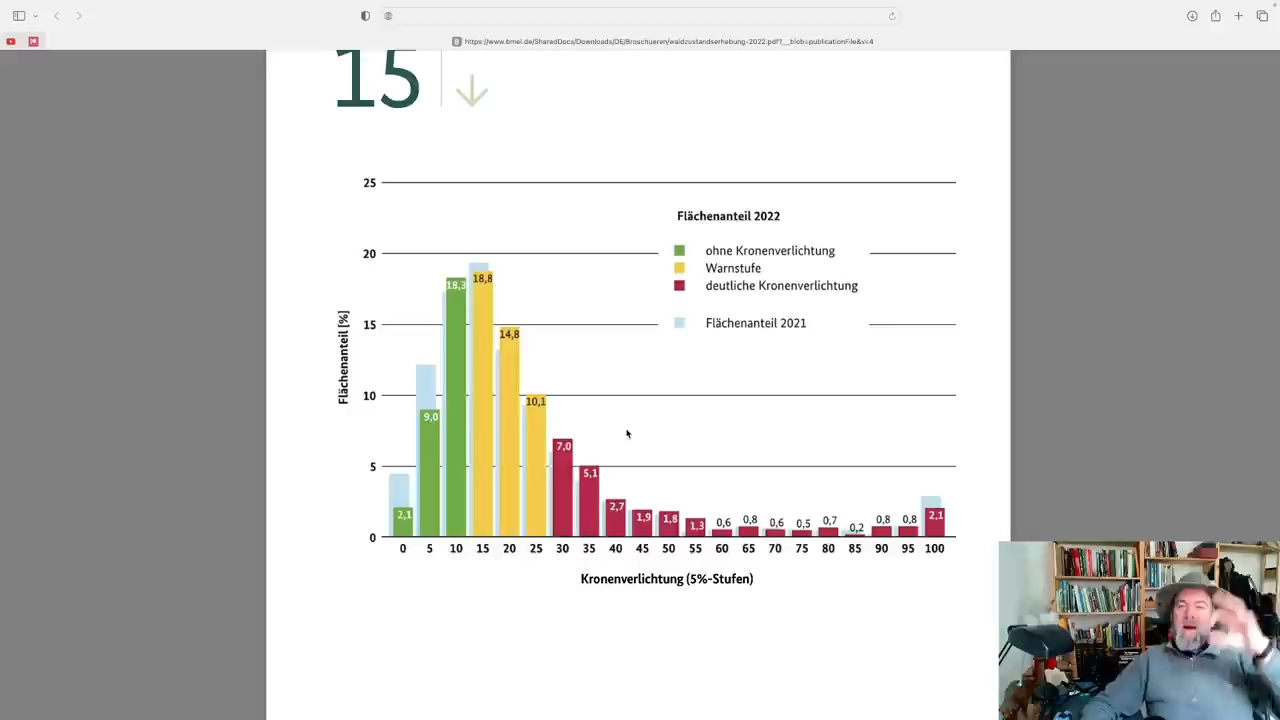 https://www.bmel.de/SharedDocs/Downloads/DE/Broschueren/waldzustandserhebung-2022.pdf?__blob=publicationFile&v=4
15
25
20
15
10
5
0
Flächenanteil [%]
Flächenanteil 2022
ohne Kronenverlichtung
Warnstufe
deutliche Kronenverlichtung
Flächenanteil 2021
2,1 9,0 18,3 18,8 14,8 10,1 7,0 5,1 2,7 1,9 1,8 1,3 0,6 0,8 0,6 0,5 0,7 0,2 0,8 0,8 2,1
0 5 10 15 20 25 30 35 40 45 50 55 60 65 70 75 80 85 90 95 100
Kronenverlichtung (5%-Stufen)